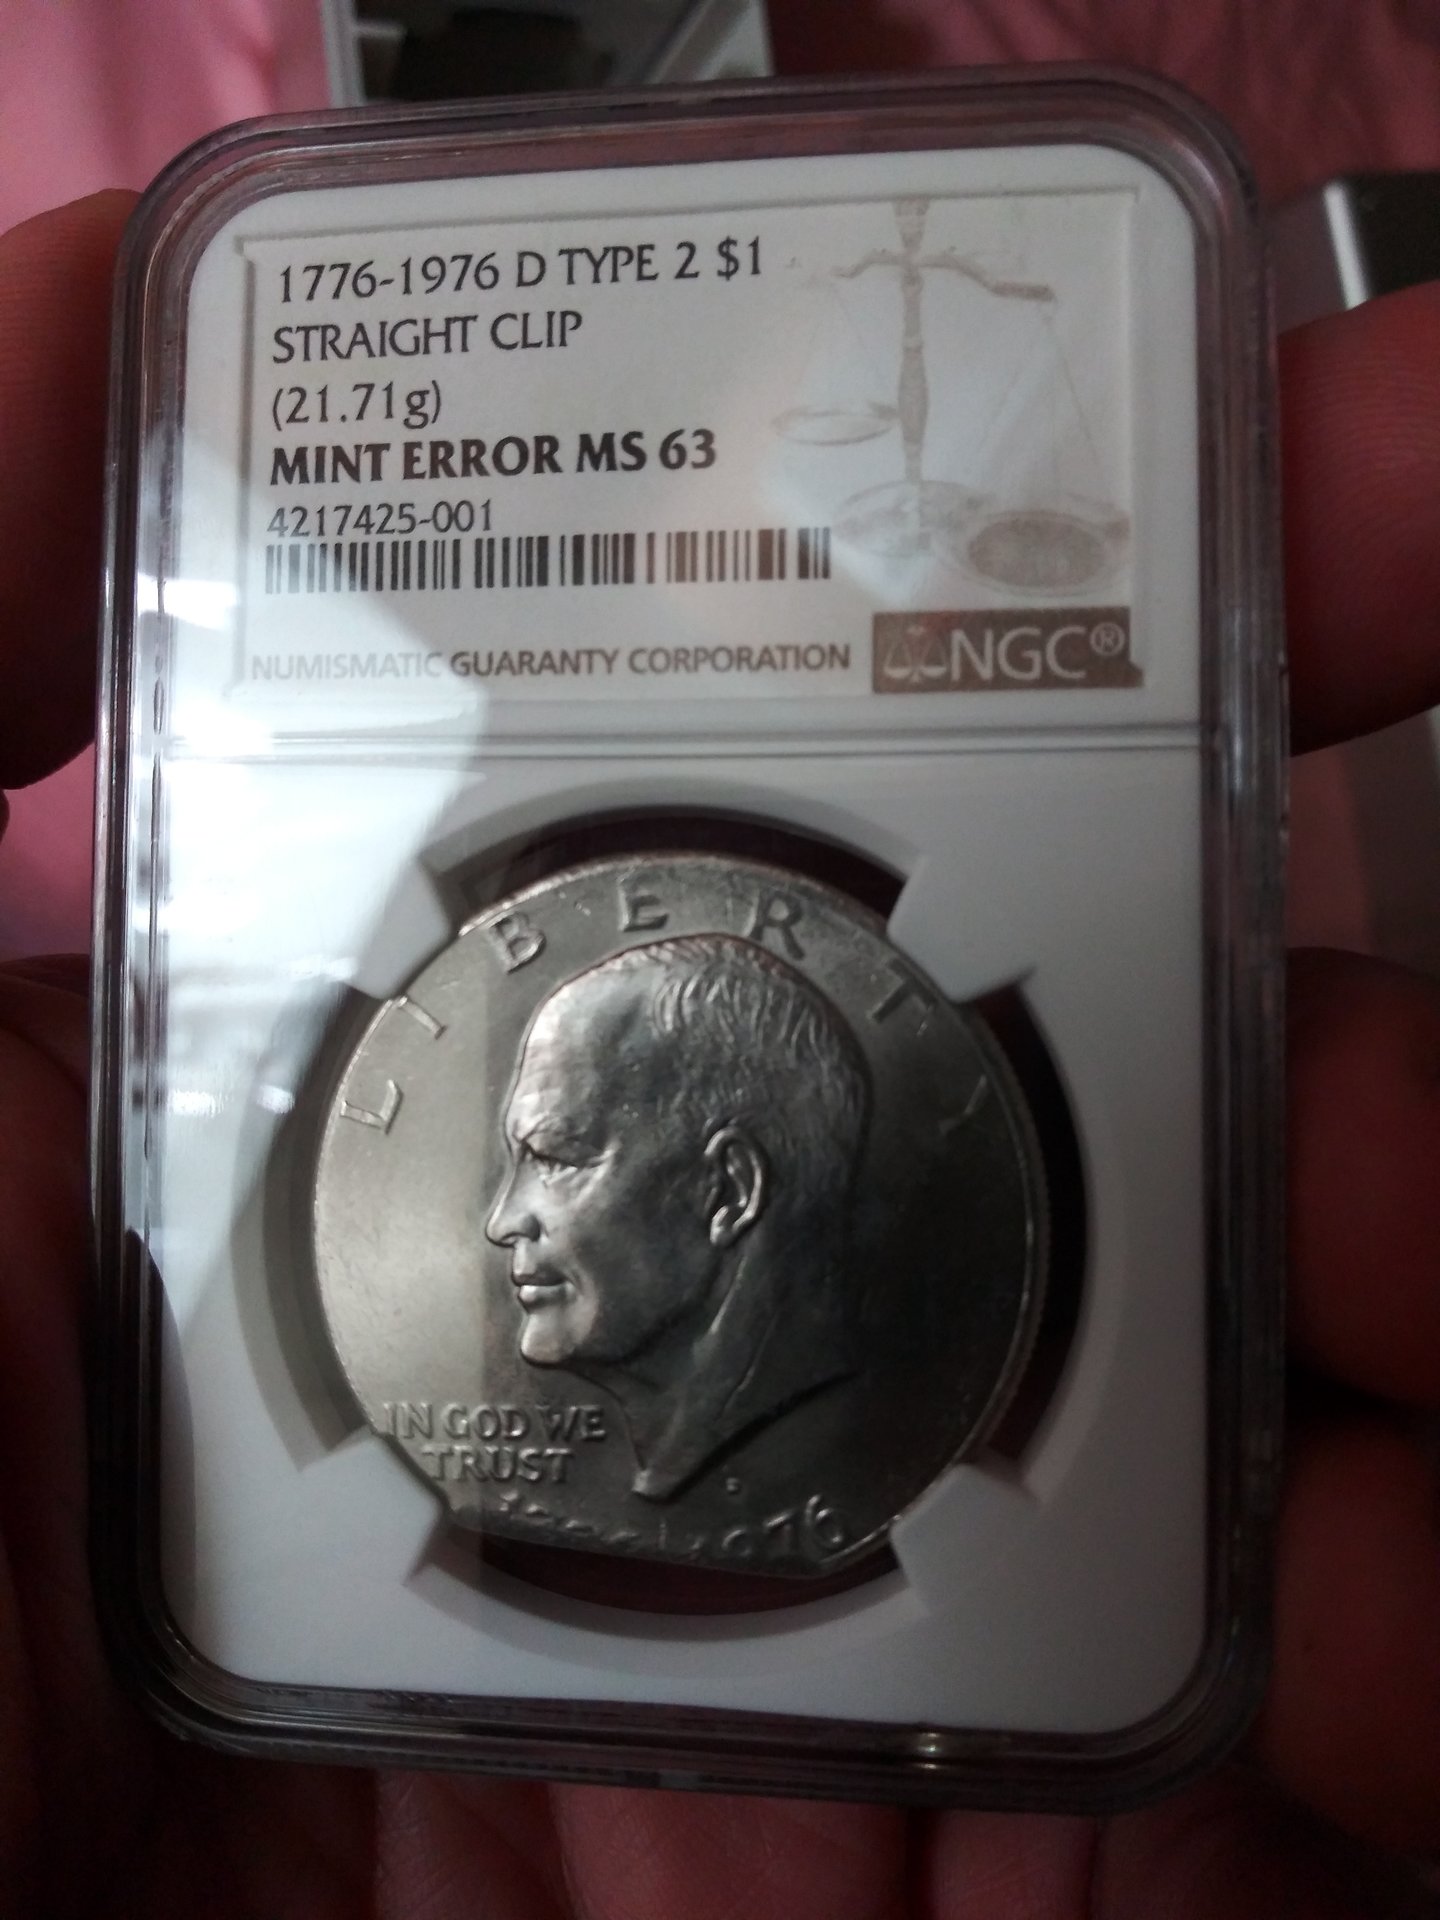 1776-1976 D TYPE 2 $1
STRAIGHT CLIP
(21.71g)
MINT ERROR MS 63
4217425-001
NUMISMATIC GUARANTY CORPORATION NGC®
LIBERTY
IN GOD WE
TRUST
D